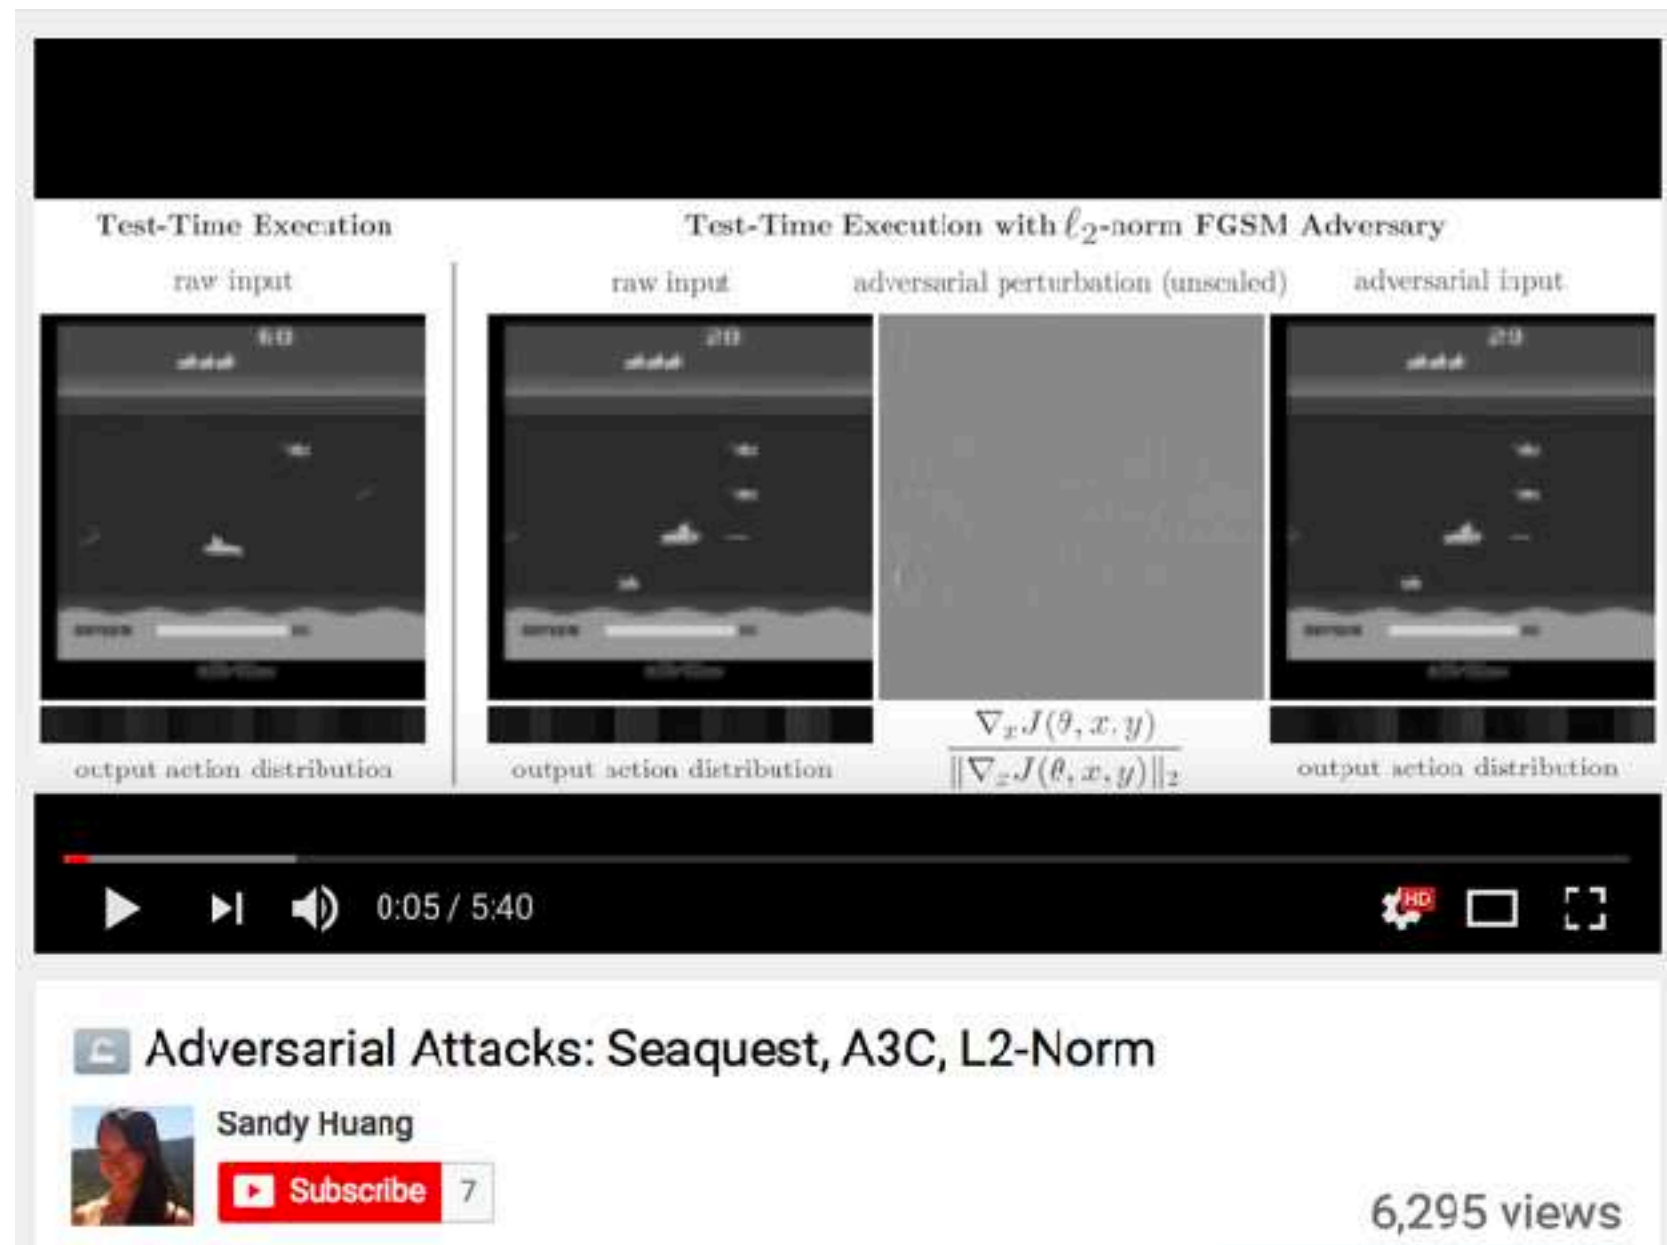 Test-Time Execution
raw input
60
output action distribution
Test-Time Execution with ℓ₂-norm FGSM Adversary
raw input
20
output action distribution
adversarial perturbation (unscaled)
∇ₓJ(θ, x, y)
‖∇ₓJ(θ, x, y)‖₂
adversarial input
20
output action distribution
0:05 / 5:40
HD
Adversarial Attacks: Seaquest, A3C, L2-Norm
Sandy Huang
Subscribe 7
6,295 views